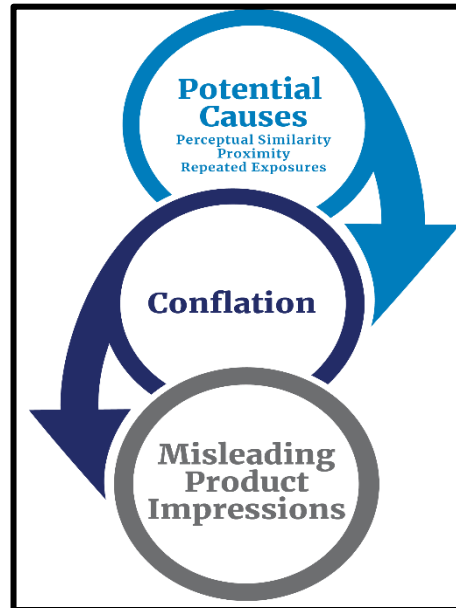 Potential
Causes
Perceptual Similarity
Proximity
Repeated Exposures
Conflation
Misleading
Product
Impressions